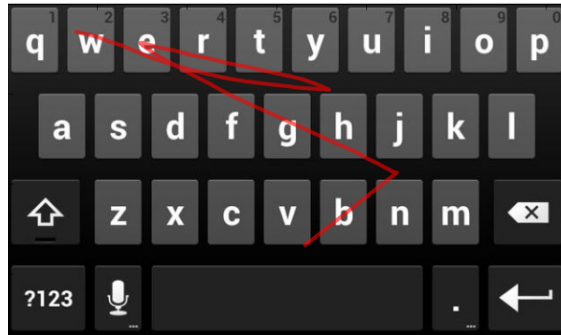 1 2 3 4 5 6 7 8 9 0
q w e r t y u i o p
a s d f g h j k l
z x c v b n m
?123 ... . ...